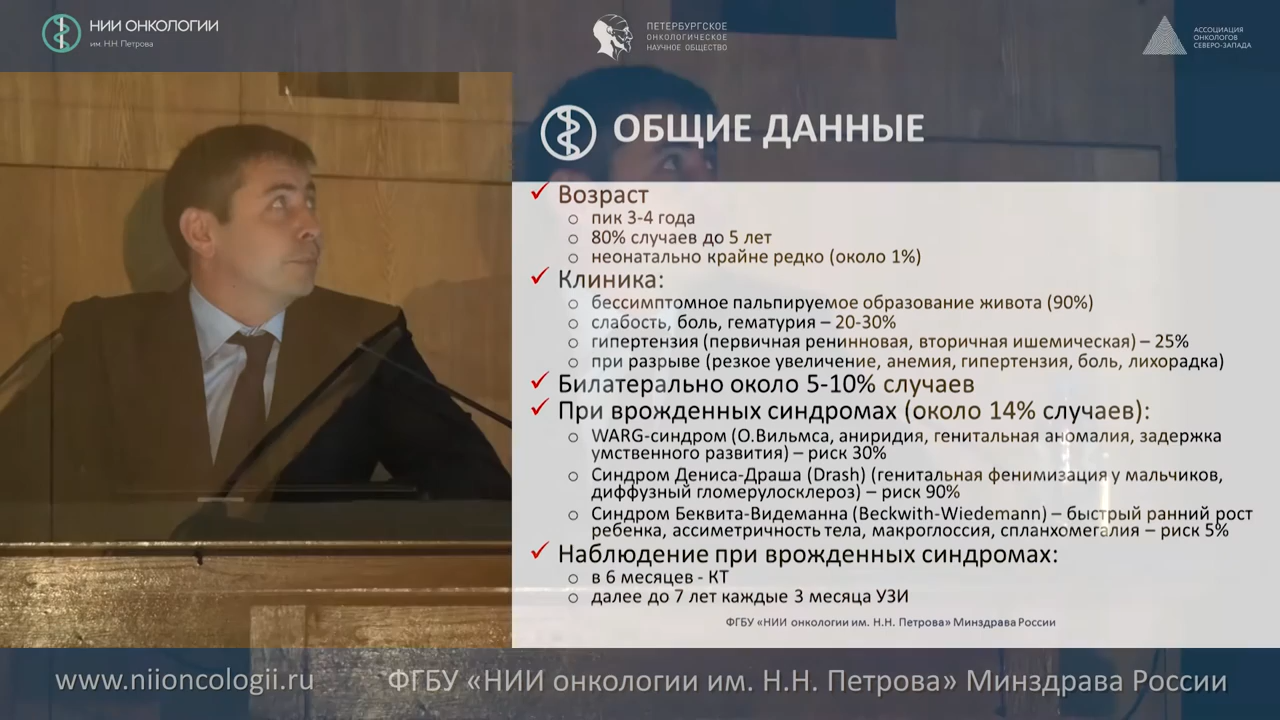 НИИ ОНКОЛОГИИ
им. Н.Н. Петрова
ПЕТЕРБУРГСКОЕ
ОНКОЛОГИЧЕСКОЕ
НАУЧНОЕ ОБЩЕСТВО
АССОЦИАЦИЯ
ОНКОЛОГОВ
СЕВЕРО-ЗАПАДА
ОБЩИЕ ДАННЫЕ
Возраст
пик 3-4 года
80% случаев до 5 лет
неонатально крайне редко (около 1%)
Клиника:
бессимптомное пальпируемое образование живота (90%)
слабость, боль, гематурия – 20-30%
гипертензия (первичная ренинновая, вторичная ишемическая) – 25%
при разрыве (резкое увеличение, анемия, гипертензия, боль, лихорадка)
Билатерально около 5-10% случаев
При врожденных синдромах (около 14% случаев):
WARG-синдром (О.Вильмса, аниридия, генитальная аномалия, задержка
умственного развития) – риск 30%
Синдром Дениса-Драша (Drash) (генитальная фенимизация у мальчиков,
диффузный гломерулосклероз) – риск 90%
Синдром Беквита-Видеманна (Beckwith-Wiedemann) – быстрый ранний рост
ребенка, ассиметричность тела, макроглоссия, спланхомегалия – риск 5%
Наблюдение при врожденных синдромах:
в 6 месяцев - КТ
далее до 7 лет каждые 3 месяца УЗИ
ФГБУ «НИИ онкологии им. Н.Н. Петрова» Минздрава России
www.niioncologii.ru
ФГБУ «НИИ онкологии им. Н.Н. Петрова» Минздрава России